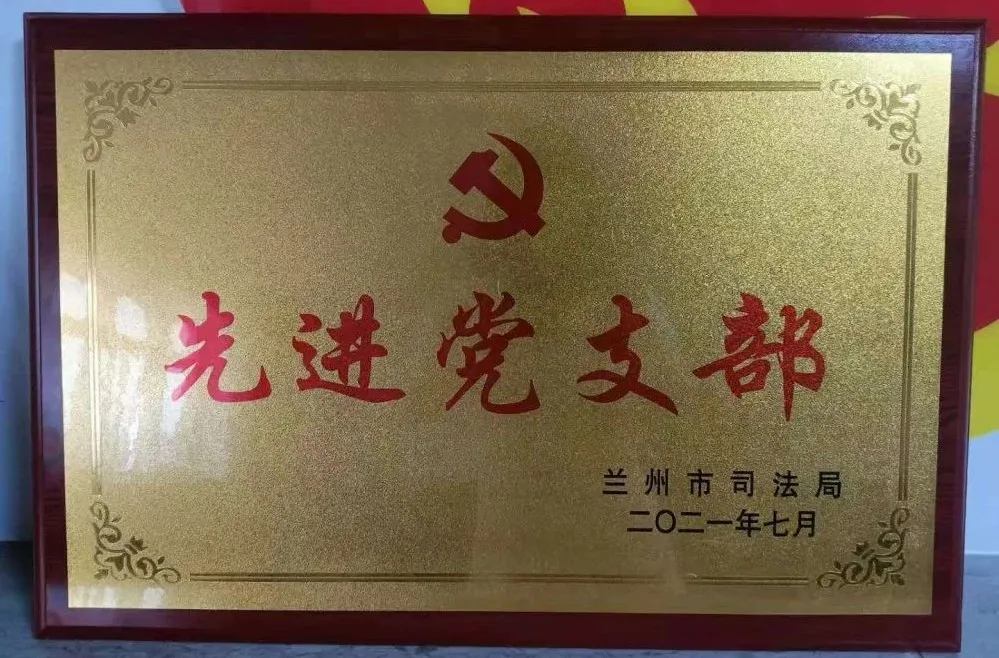 先进党支部
兰州市司法局
二〇二一年七月